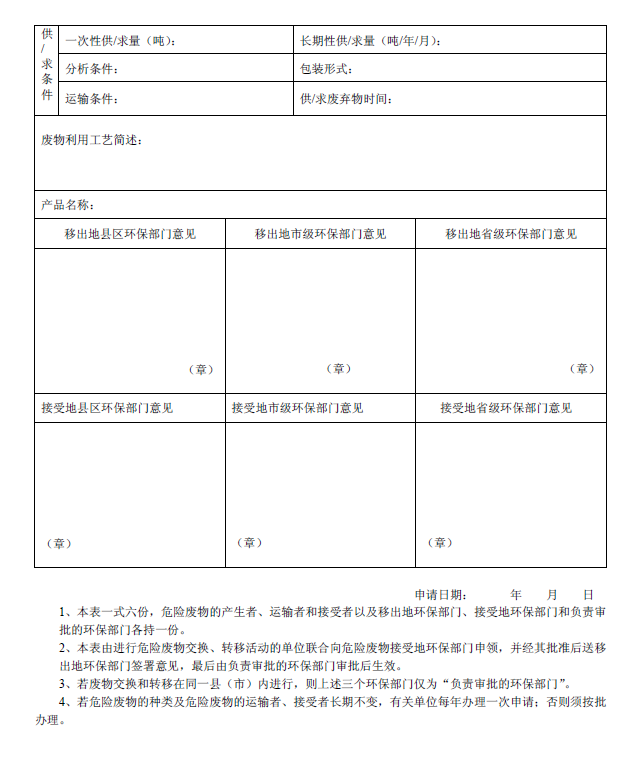 供/求条件
一次性供/求量（吨）： 长期性供/求量（吨/年/月）：
分析条件： 包装形式：
运输条件： 供/求废弃物时间：
废物利用工艺简述：
产品名称：
移出地县区环保部门意见 移出地市级环保部门意见 移出地省级环保部门意见
（章） （章） （章）
接受地县区环保部门意见 接受地市级环保部门意见 接受地省级环保部门意见
（章） （章） （章）
申请日期： 年 月 日
1、本表一式六份，危险废物的产生者、运输者和接受者以及移出地环保部门、接受地环保部门和负责审
批的环保部门各持一份。
2、本表由进行危险废物交换、转移活动的单位联合向危险废物接受地环保部门申领，并经其批准后送移
出地环保部门签署意见，最后由负责审批的环保部门审批后生效。
3、若废物交换和转移在同一县（市）内进行，则上述三个环保部门仅为“负责审批的环保部门”。
4、若危险废物的种类及危险废物的运输者、接受者长期不变，有关单位每年办理一次申请；否则须按批
办理。